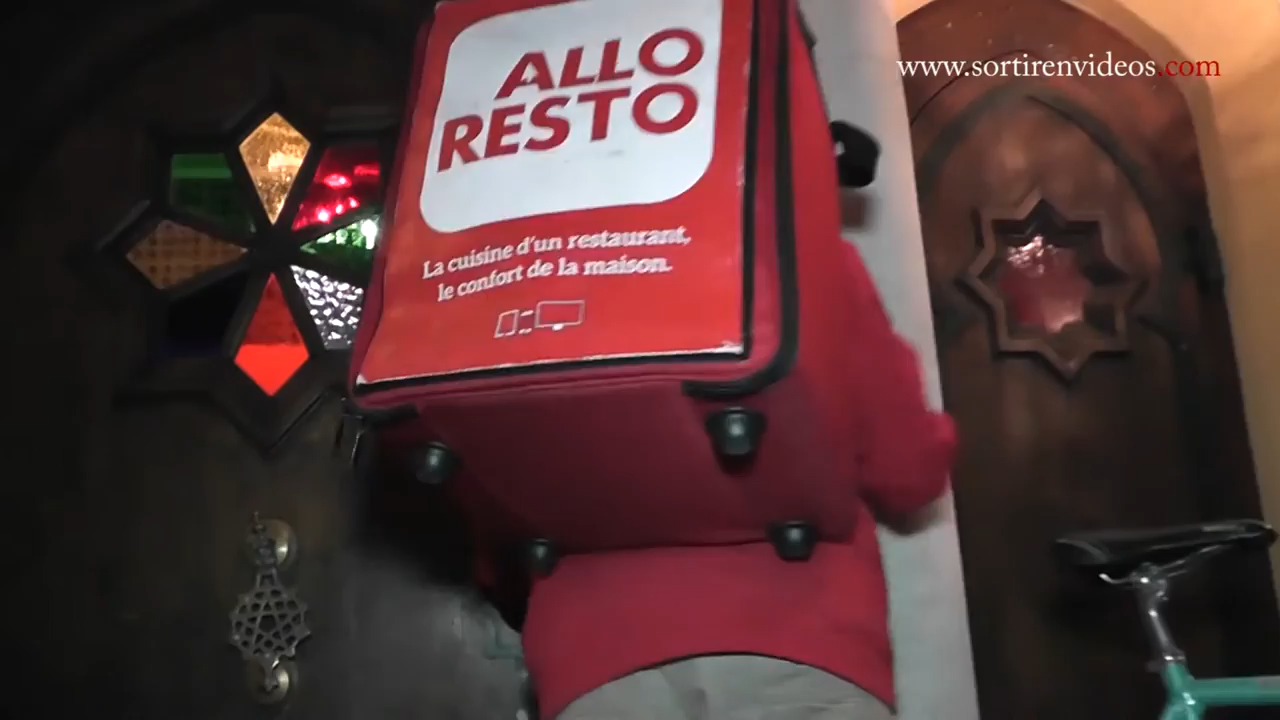 www.sortirenvideos.com
ALLO
RESTO
La cuisine d'un restaurant,
le confort de la maison.